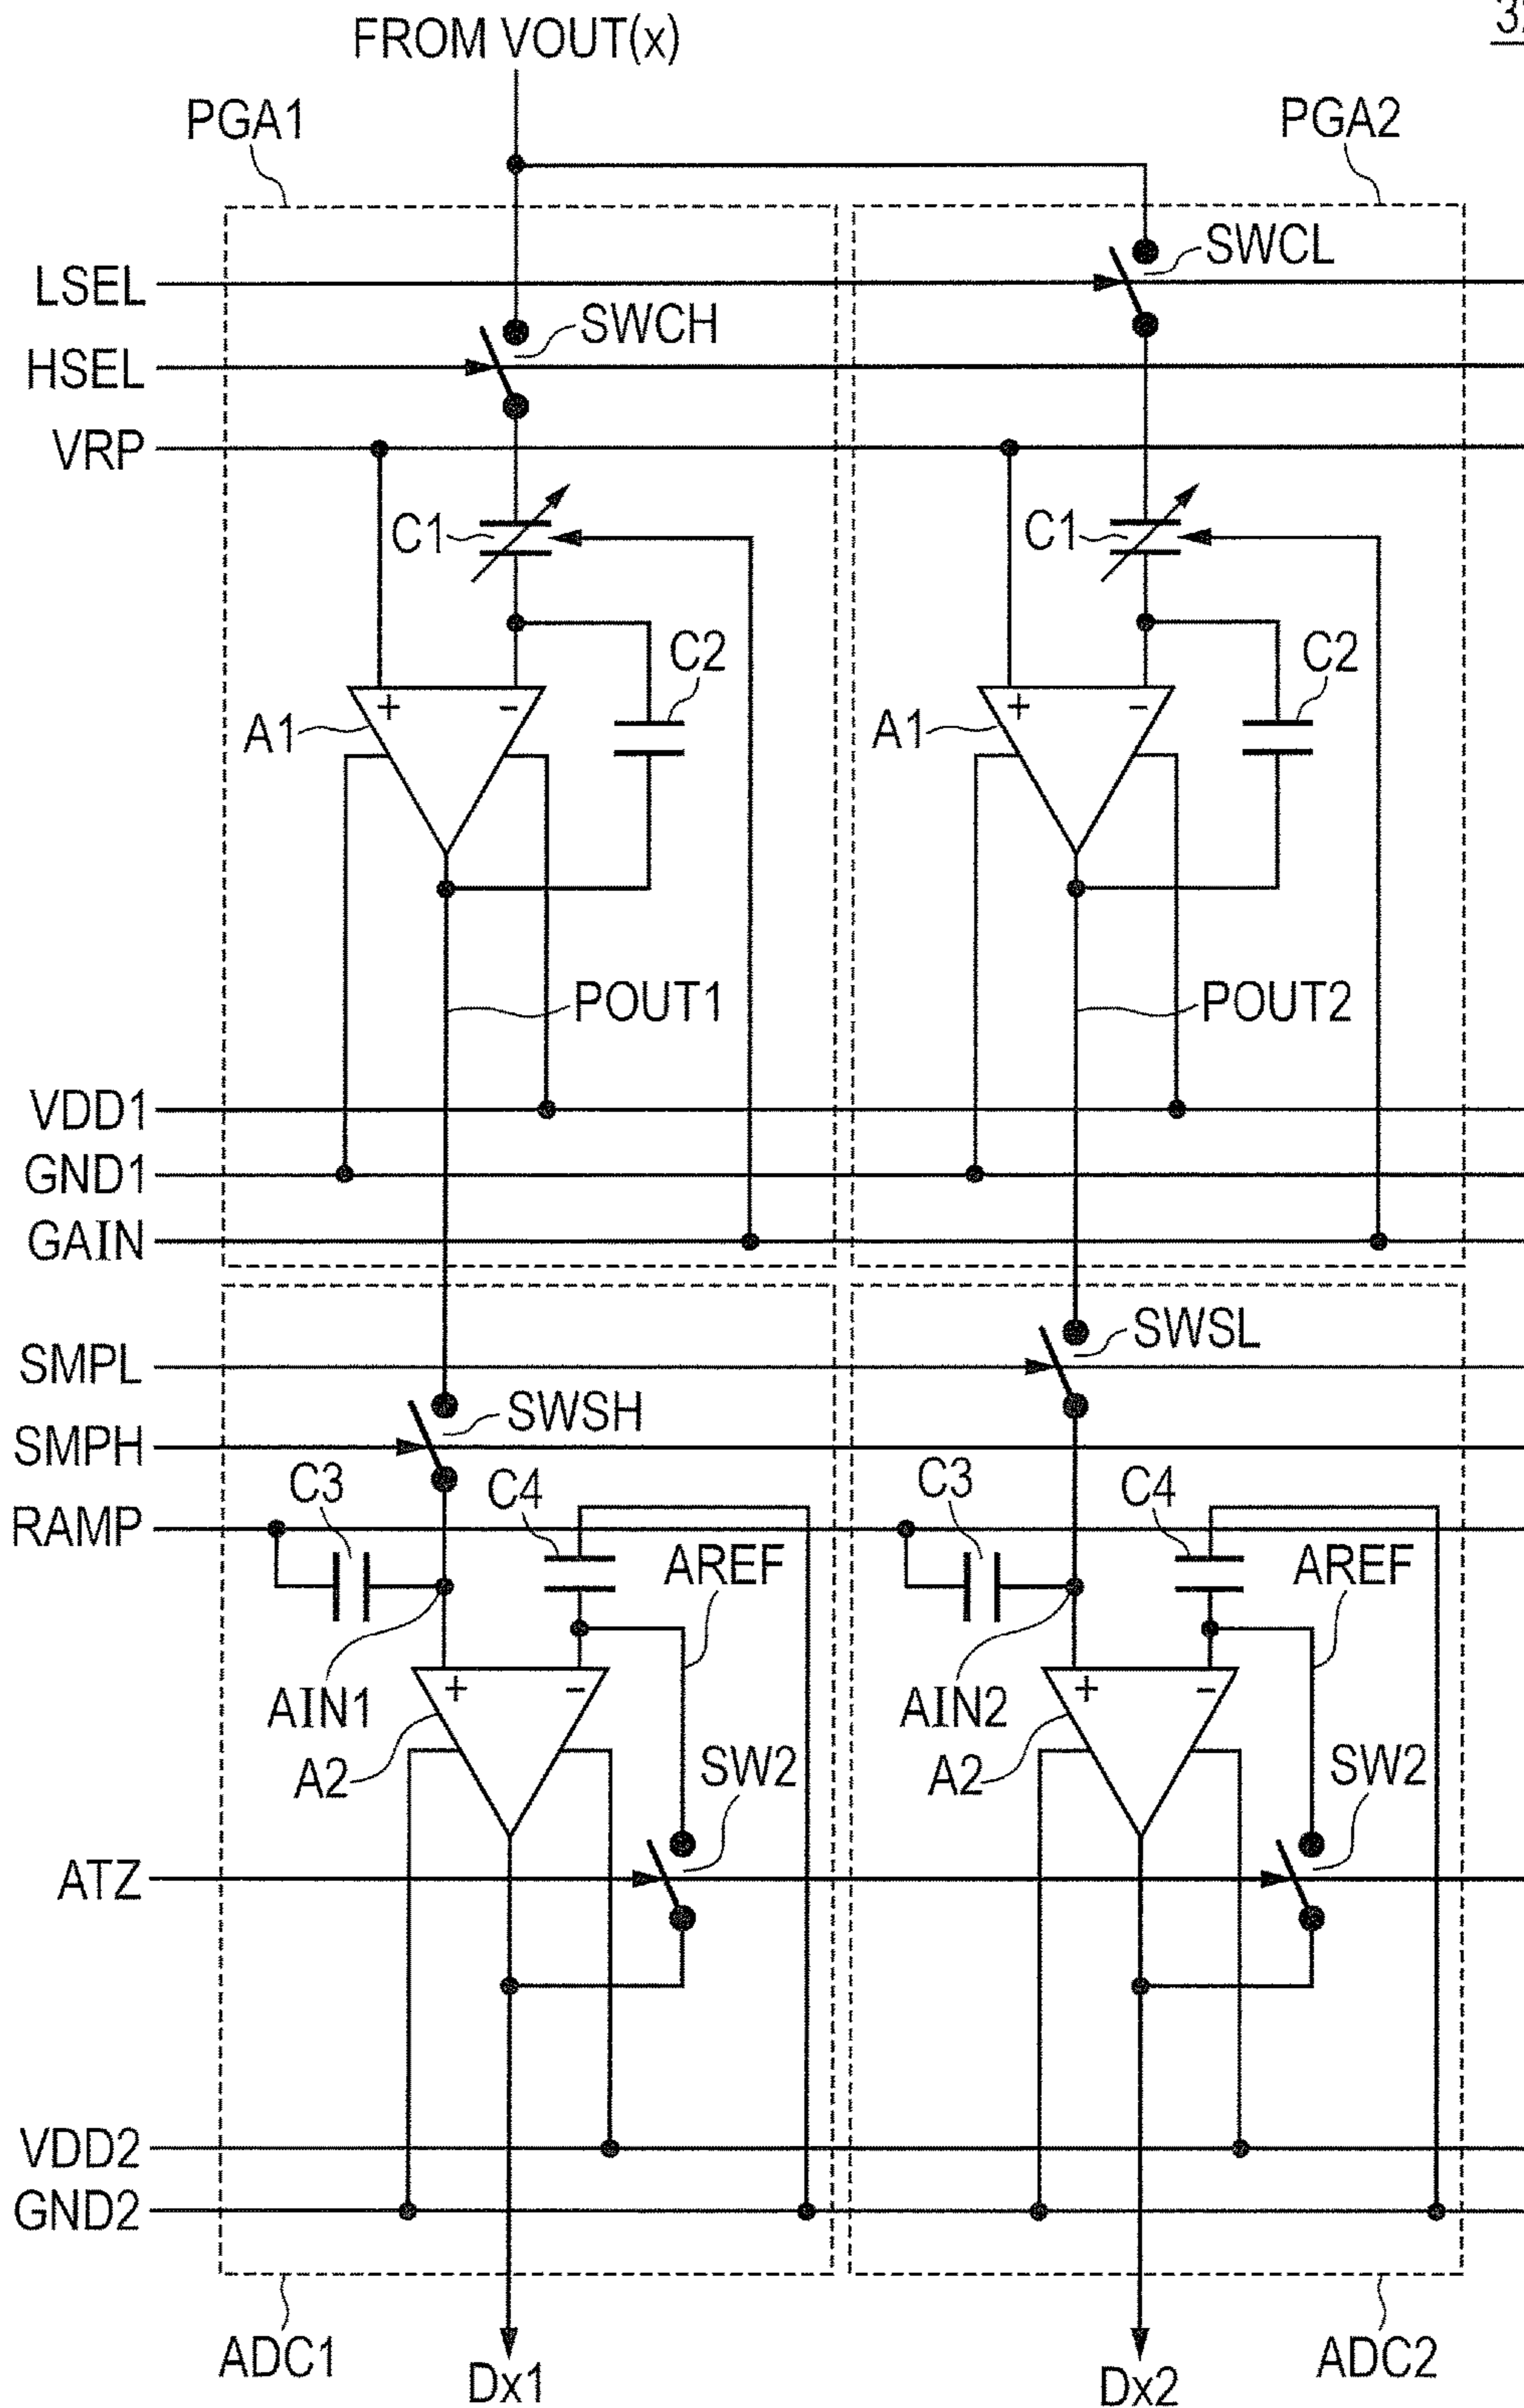 FROM VOUT(x)
PGA1
PGA2
LSEL
SWCL
HSEL
SWCH
VRP
C1
C1
C2
C2
A1
+
-
A1
+
-
POUT1
POUT2
VDD1
GND1
GAIN
SMPL
SWSL
SMPH
SWSH
RAMP
C3
C4
AREF
C3
C4
AREF
AIN1
+
-
AIN2
+
-
A2
A2
SW2
SW2
ATZ
VDD2
GND2
ADC1
ADC2
Dx1
Dx2